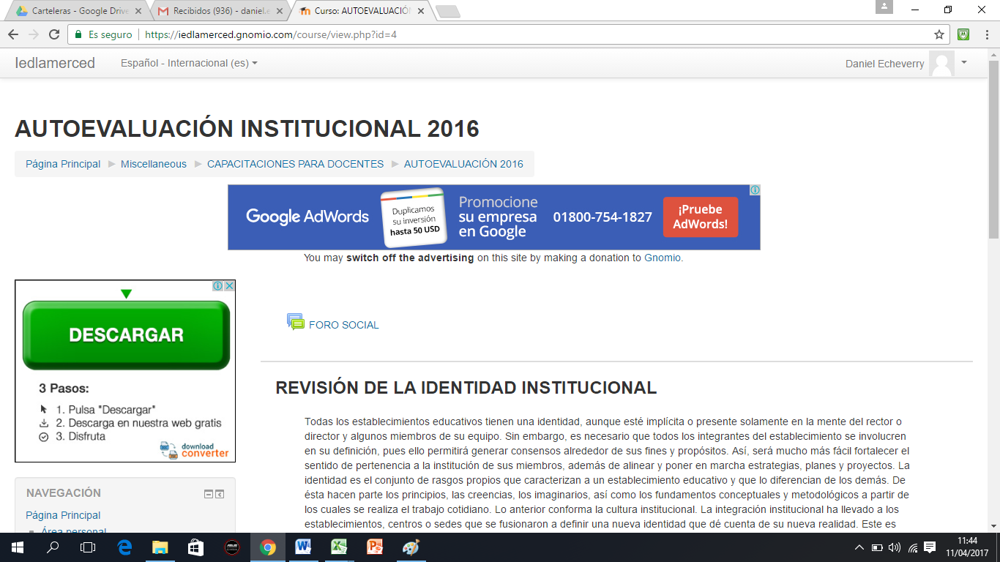 Carteleras - Google Drive
Recibidos (936) - daniel.e
Curso: AUTOEVALUACIÓN
Es seguro
https://iedlamerced.gnomio.com/course/view.php?id=4
Iedlamerced
Español - Internacional (es)
Daniel Echeverry
AUTOEVALUACIÓN INSTITUCIONAL 2016
Página Principal
Miscellaneous
CAPACITACIONES PARA DOCENTES
AUTOEVALUACIÓN 2016
Google AdWords
Duplicamos
su inversión
hasta 50 USD
Promocione
su empresa
en Google
01800-754-1827
¡Pruebe
AdWords!
You may switch off the advertising on this site by making a donation to Gnomio.
DESCARGAR
3 Pasos:
1. Pulsa "Descargar"
2. Descarga en nuestra web gratis
3. Disfruta
download
converter
FORO SOCIAL
REVISIÓN DE LA IDENTIDAD INSTITUCIONAL
Todas los establecimientos educativos tienen una identidad, aunque esté implícita o presente solamente en la mente del rector o
director y algunos miembros de su equipo. Sin embargo, es necesario que todos los integrantes del establecimiento se involucren
en su definición, pues ello permitirá generar consensos alrededor de sus fines y propósitos. Así, será mucho más fácil fortalecer el
sentido de pertenencia a la institución de sus miembros, además de alinear y poner en marcha estrategias, planes y proyectos. La
identidad es el conjunto de rasgos propios que caracterizan a un establecimiento educativo y que lo diferencian de los demás. De
ésta hacen parte los principios, las creencias, los imaginarios, así como los fundamentos conceptuales y metodológicos a partir de
los cuales se realiza el trabajo cotidiano. Lo anterior conforma la cultura institucional. La integración institucional ha llevado a los
establecimientos, centros o sedes que se fusionaron a definir una nueva identidad que dé cuenta de su nueva realidad. Este es
NAVEGACIÓN
Página Principal
Área personal
11:44
11/04/2017